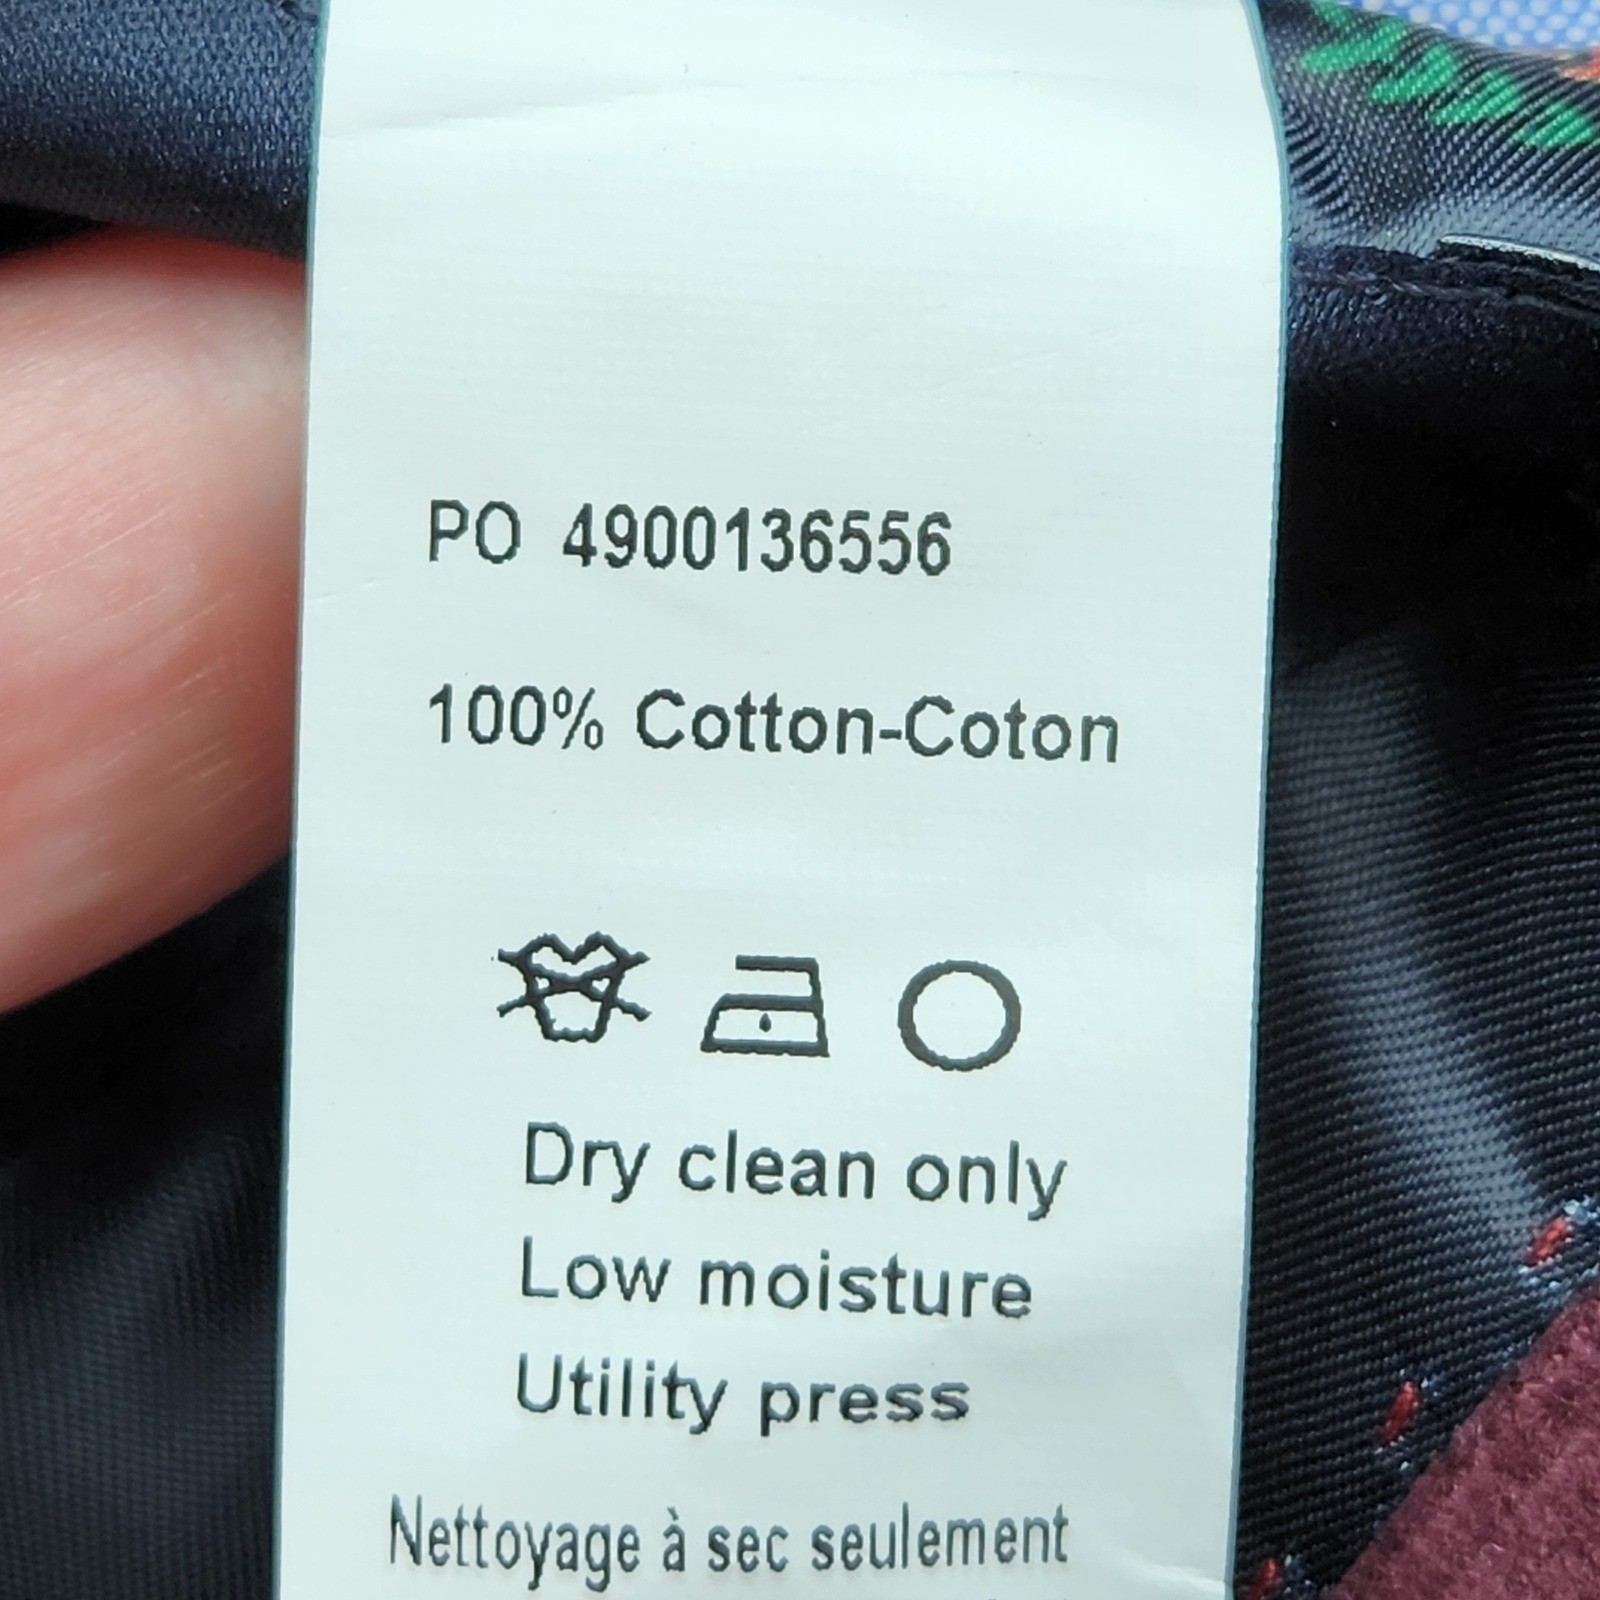 PO 4900136556
100% Cotton-Coton
Dry clean only
Low moisture
Utility press
Nettoyage à sec seulement